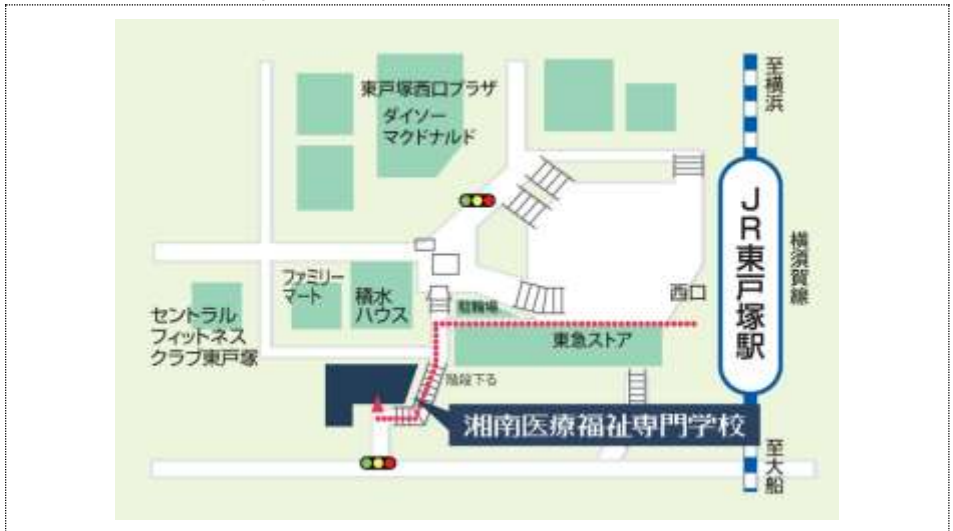 東戸塚西口プラザ
ダイソー
マクドナルド
至横浜
JR東戸塚駅
横須賀線
西口
ファミリー
マート
積水
ハウス
駐輪場
セントラル
フィットネス
クラブ東戸塚
東急ストア
階段下る
湘南医療福祉専門学校
至大船